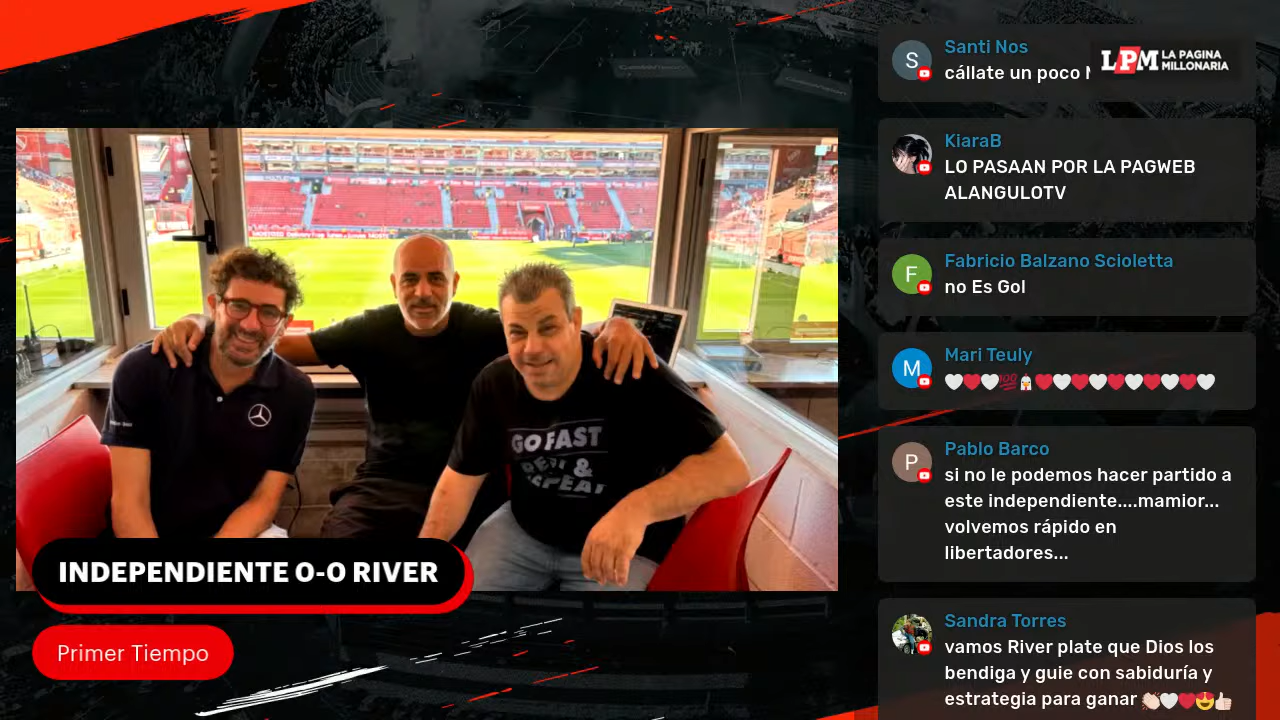 Santi Nos
cállate un poco
LPM LA PAGINA
MILLONARIA
KiaraB
LO PASAAN POR LA PAGWEB
ALANGULOTV
Fabricio Balzano Scioletta
no Es Gol
Mari Teuly
🤍❤️🤍💯🐔❤️🤍❤️🤍❤️🤍❤️🤍❤️🤍
Pablo Barco
si no le podemos hacer partido a
este independiente....mamior...
volvemos rápido en
libertadores...
Sandra Torres
vamos River plate que Dios los
bendiga y guie con sabiduría y
estrategia para ganar 👏🏻🤍❤️😍👍🏻
GO FAST
&
REPEAT
INDEPENDIENTE 0-0 RIVER
Primer Tiempo
S
F
M
P